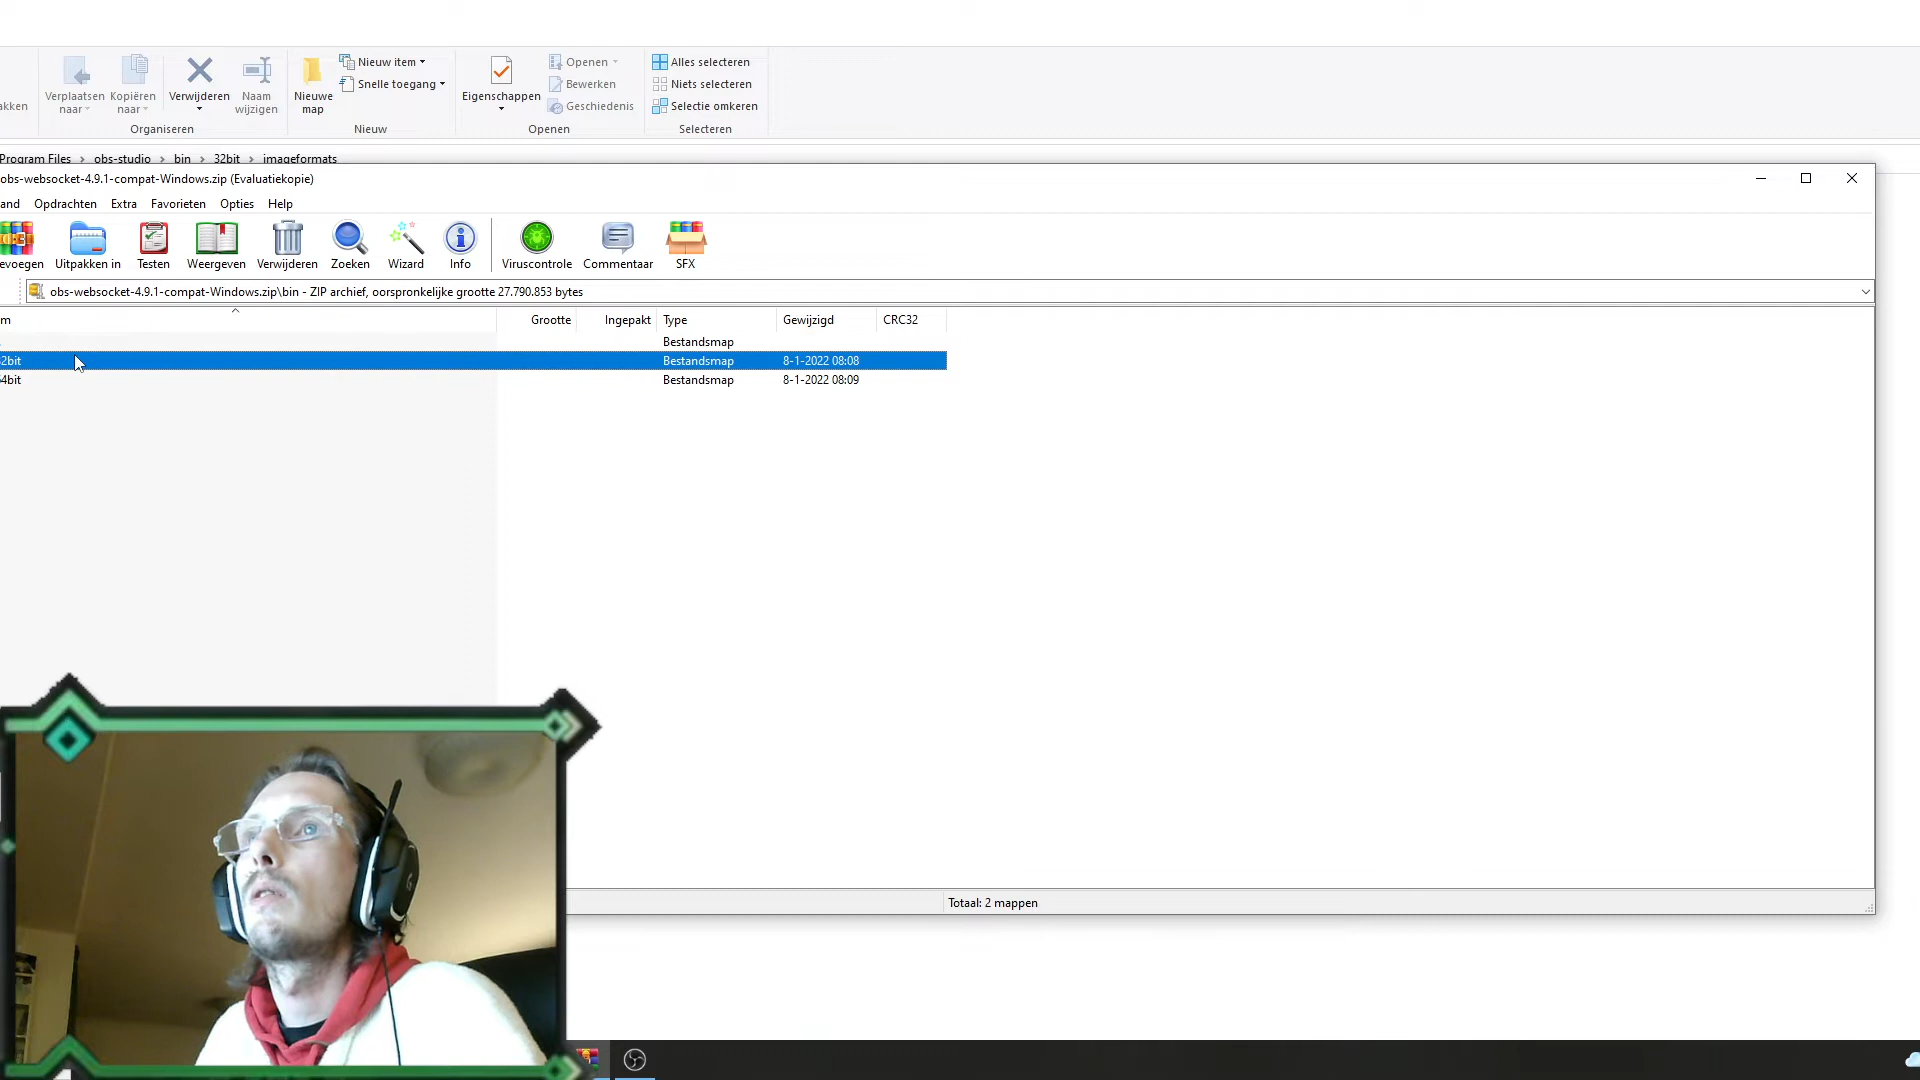 Nieuw item
Openen
Alles selecteren
Snelle toegang
Bewerken
Niets selecteren
akken
Verplaatsen naar
Kopiëren naar
Verwijderen
Naam wijzigen
Nieuwe map
Eigenschappen
Geschiedenis
Selectie omkeren
Organiseren
Nieuw
Openen
Selecteren
Program Files > obs-studio > bin > 32bit > imageformats
obs-websocket-4.9.1-compat-Windows.zip (Evaluatiekopie)
and Opdrachten Extra Favorieten Opties Help
evoegen Uitpakken in Testen Weergeven Verwijderen Zoeken Wizard Info Viruscontrole Commentaar SFX
obs-websocket-4.9.1-compat-Windows.zip\bin - ZIP archief, oorspronkelijke grootte 27.790.853 bytes
m Grootte Ingepakt Type Gewijzigd CRC32
Bestandsmap
2bit Bestandsmap 8-1-2022 08:08
4bit Bestandsmap 8-1-2022 08:09
Totaal: 2 mappen